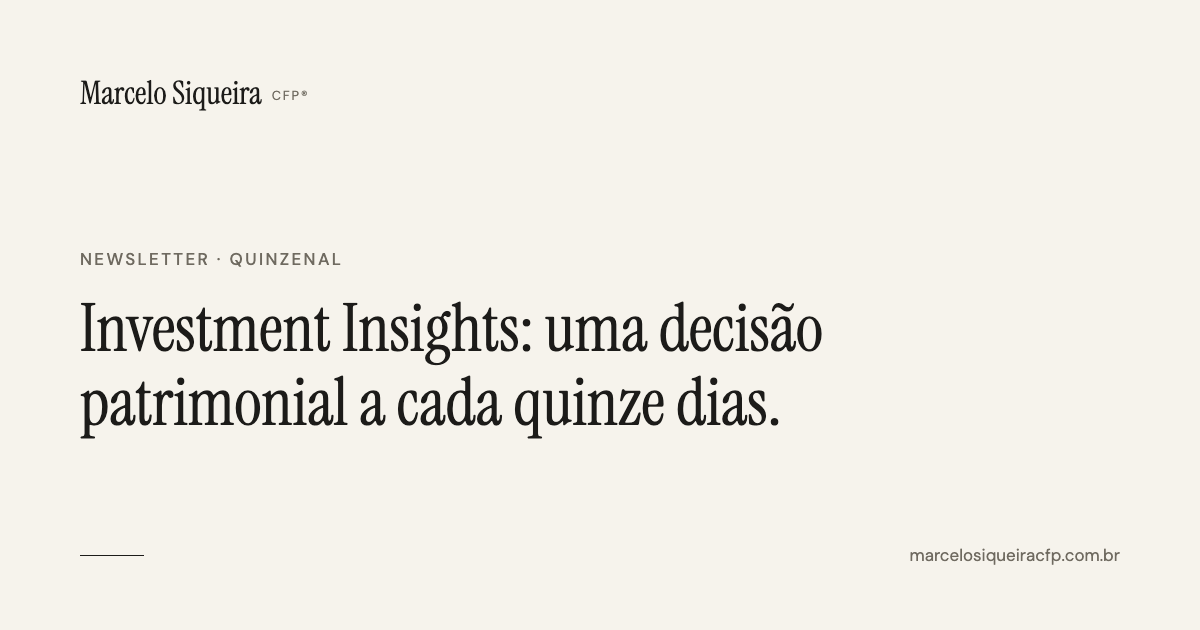 Marcelo Siqueira CFP®
NEWSLETTER · QUINZENAL
Investment Insights: uma decisão
patrimonial a cada quinze dias.
marcelosiqueiracfp.com.br